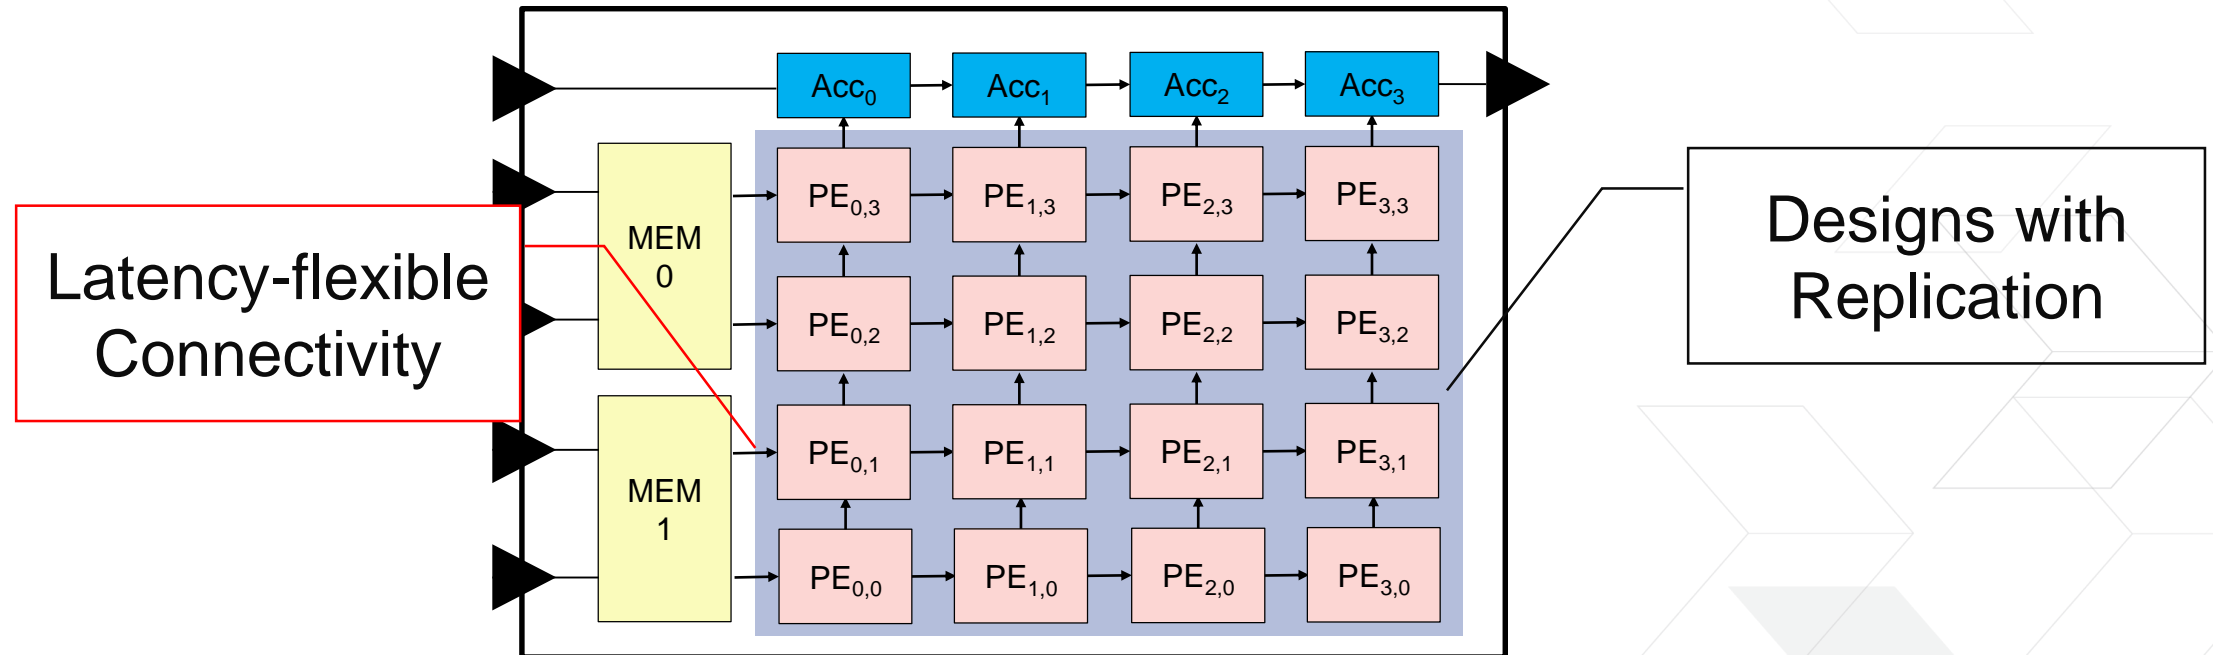 Acc0 Acc1 Acc2 Acc3
PE0,3 PE1,3 PE2,3 PE3,3
MEM
0
PE0,2 PE1,2 PE2,2 PE3,2
PE0,1 PE1,1 PE2,1 PE3,1
MEM
1
PE0,0 PE1,0 PE2,0 PE3,0
Latency-flexible
Connectivity
Designs with
Replication